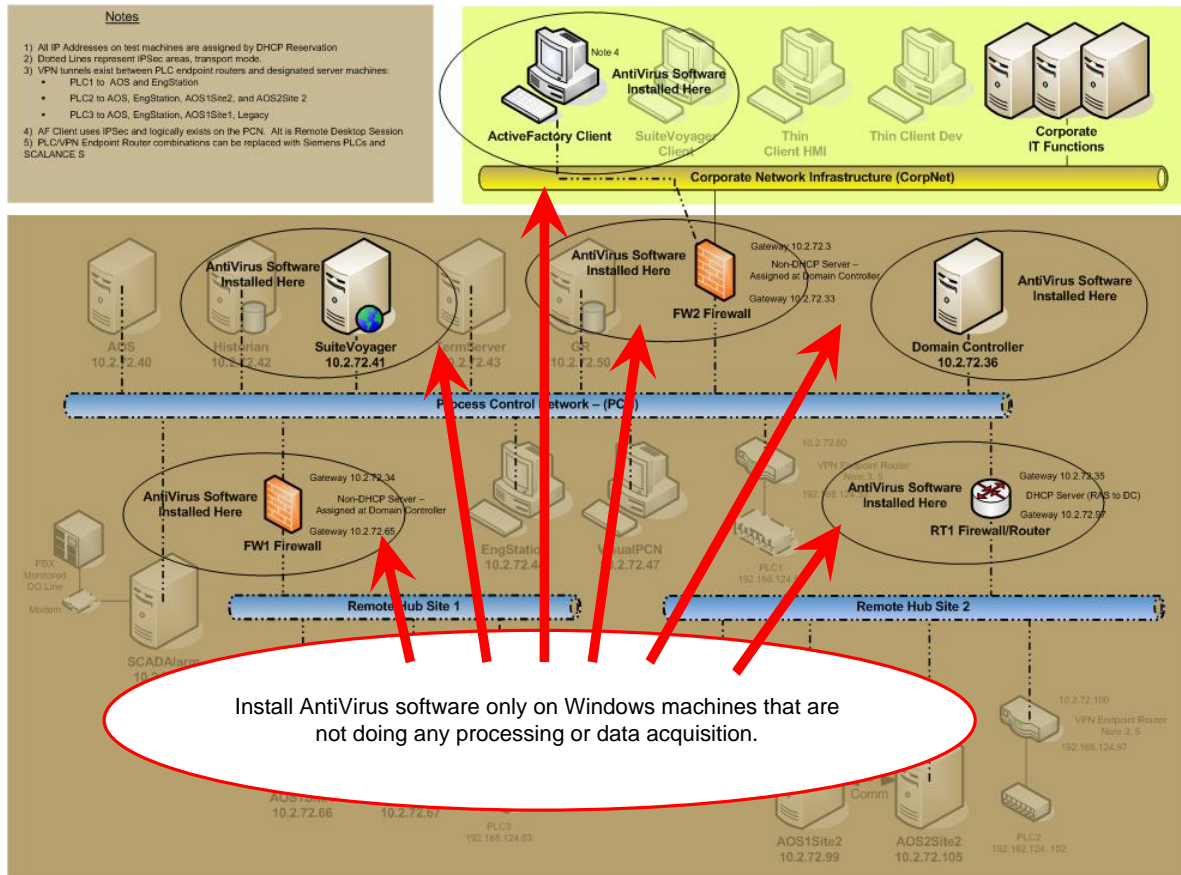 Notes
1) All IP Addresses on test machines are assigned by DHCP Reservation
2) Dotted Lines represent IPSec areas, transport mode.
3) VPN tunnels exist between PLC endpoint routers and designated server machines:
• PLC1 to AOS and EngStation
• PLC2 to AOS, EngStation, AOS1Site2, and AOS2Site 2
• PLC3 to AOS, EngStation, AOS1Site1, Legacy
4) AF Client uses IPSec and logically exists on the PCN. Alt is Remote Desktop Session
5) PLC/VPN Endpoint Router combinations can be replaced with Siemens PLCs and
SCALANCE S
Note 4
AntiVirus Software
Installed Here
ActiveFactory Client
SuiteVoyager
Client
Thin
Client HMI
Thin Client Dev
Corporate
IT Functions
Corporate Network Infrastructure (CorpNet)
AOS
10.2.72.40
AntiVirus Software
Installed Here
Historian
10.2.72.42
SuiteVoyager
10.2.72.41
TermServer
10.2.72.43
AntiVirus Software
Installed Here
GR
10.2.72.50
Gateway 10.2.72.3
Non-DHCP Server –
Assigned at Domain Controller
Gateway 10.2.72.33
FW2 Firewall
AntiVirus Software
Installed Here
Domain Controller
10.2.72.36
Process Control Network – (PCN)
AntiVirus Software
Installed Here
Gateway 10.2.72.34
Non-DHCP Server –
Assigned at Domain Controller
Gateway 10.2.72.65
FW1 Firewall
EngStation
VisualPCN
10.2.72.47
10.2.72.60
VPN Endpoint Router
Note 3, 5
PLC1
AntiVirus Software
Installed Here
Gateway 10.2.72.35
DHCP Server (RAS to DC)
Gateway 10.2.72.97
RT1 Firewall/Router
PBX
Monitored
DO Line
Modem
SCADAlarm
Remote Hub Site 1
Remote Hub Site 2
Install AntiVirus software only on Windows machines that are
not doing any processing or data acquisition.
10.2.72.66
10.2.72.67
PLC3
192.168.124.83
Comm
AOS1Site2
10.2.72.99
AOS2Site2
10.2.72.105
10.2.72.100
VPN Endpoint Router
Note 3, 5
192.168.124.97
PLC2
192.162.124.102